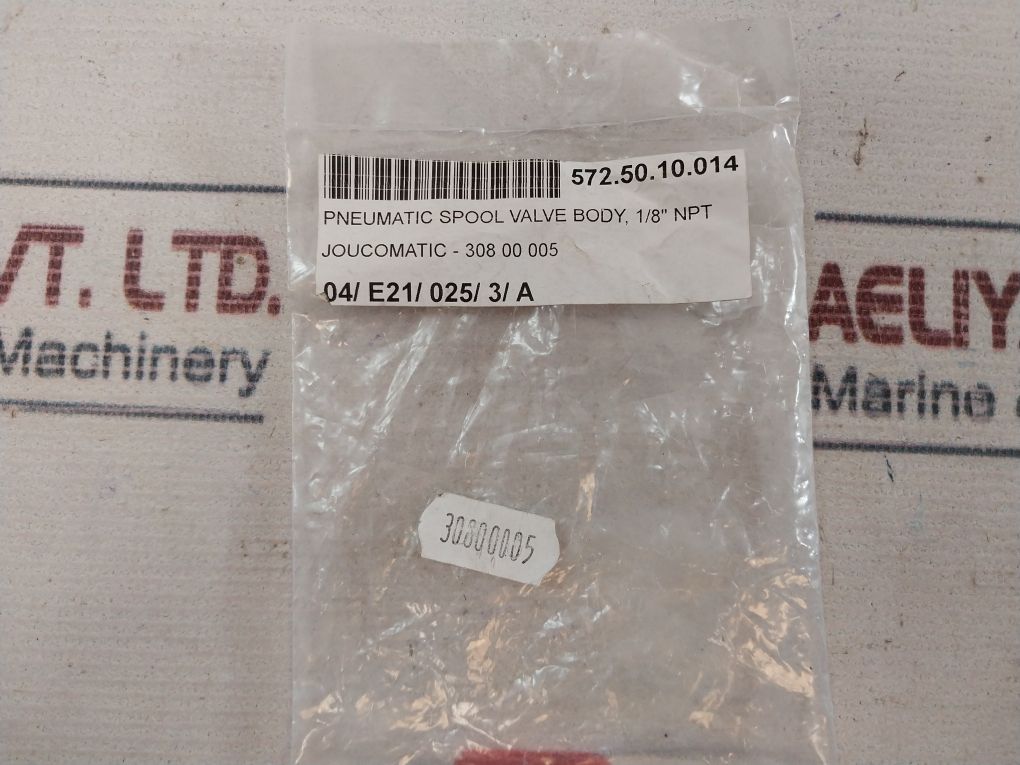 572.50.10.014
PNEUMATIC SPOOL VALVE BODY, 1/8" NPT
JOUCOMATIC - 308 00 005
04/ E21/ 025/ 3/ A
VT. LTD.
Machinery
AELIY
Marine
30800005